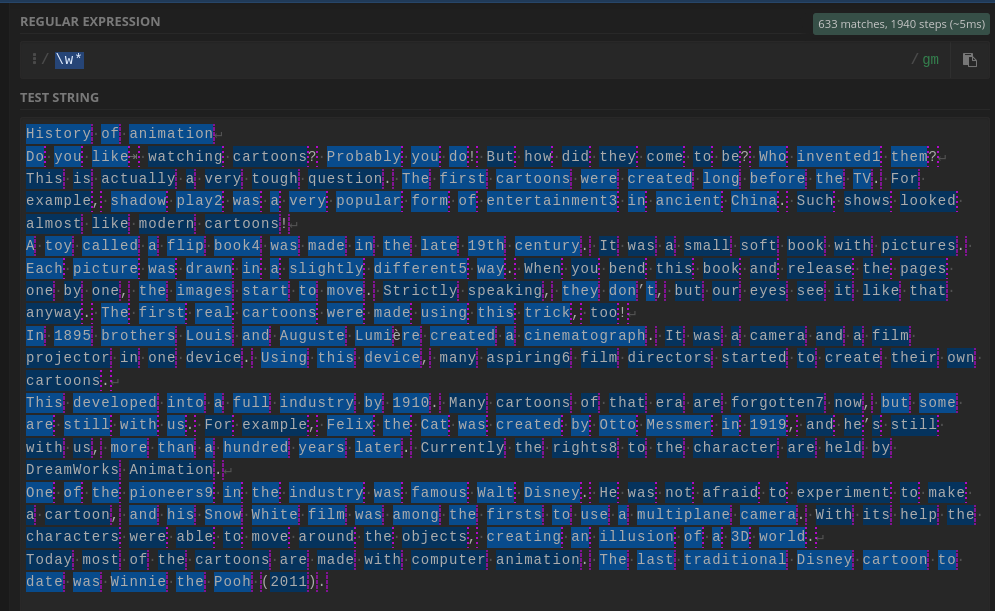 REGULAR EXPRESSION
633 matches, 1940 steps (~5ms)
/ \w* / gm
TEST STRING
History of animation
Do you like watching cartoons? Probably you do! But how did they come to be? Who invented1 them?
This is actually a very tough question. The first cartoons were created long before the TV. For
example, shadow play2 was a very popular form of entertainment3 in ancient China. Such shows looked
almost like modern cartoons!
A toy called a flip book4 was made in the late 19th century. It was a small soft book with pictures.
Each picture was drawn in a slightly different5 way. When you bend this book and release the pages
one by one, the images start to move. Strictly speaking, they don’t, but our eyes see it like that
anyway. The first real cartoons were made using this trick, too!
In 1895 brothers Louis and Auguste Lumière created a cinematograph. It was a camera and a film
projector in one device. Using this device, many aspiring6 film directors started to create their own
cartoons.
This developed into a full industry by 1910. Many cartoons of that era are forgotten7 now, but some
are still with us. For example, Felix the Cat was created by Otto Messmer in 1919, and he’s still
with us, more than a hundred years later. Currently the rights8 to the character are held by
DreamWorks Animation.
One of the pioneers9 in the industry was famous Walt Disney. He was not afraid to experiment to make
a cartoon, and his Snow White film was among the firsts to use a multiplane camera. With its help the
characters were able to move around the objects, creating an illusion of a 3D world.
Today most of the cartoons are made with computer animation. The last traditional Disney cartoon to
date was Winnie the Pooh (2011).